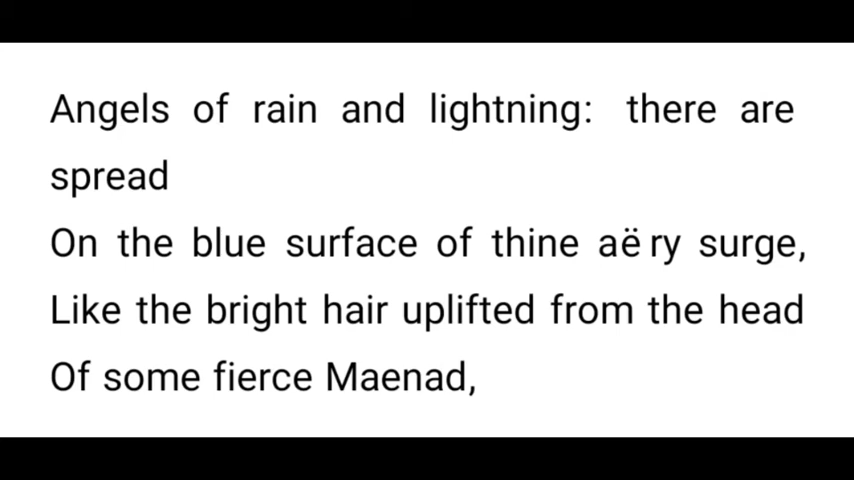 Angels of rain and lightning: there are
spread
On the blue surface of thine aëry surge,
Like the bright hair uplifted from the head
Of some fierce Maenad,